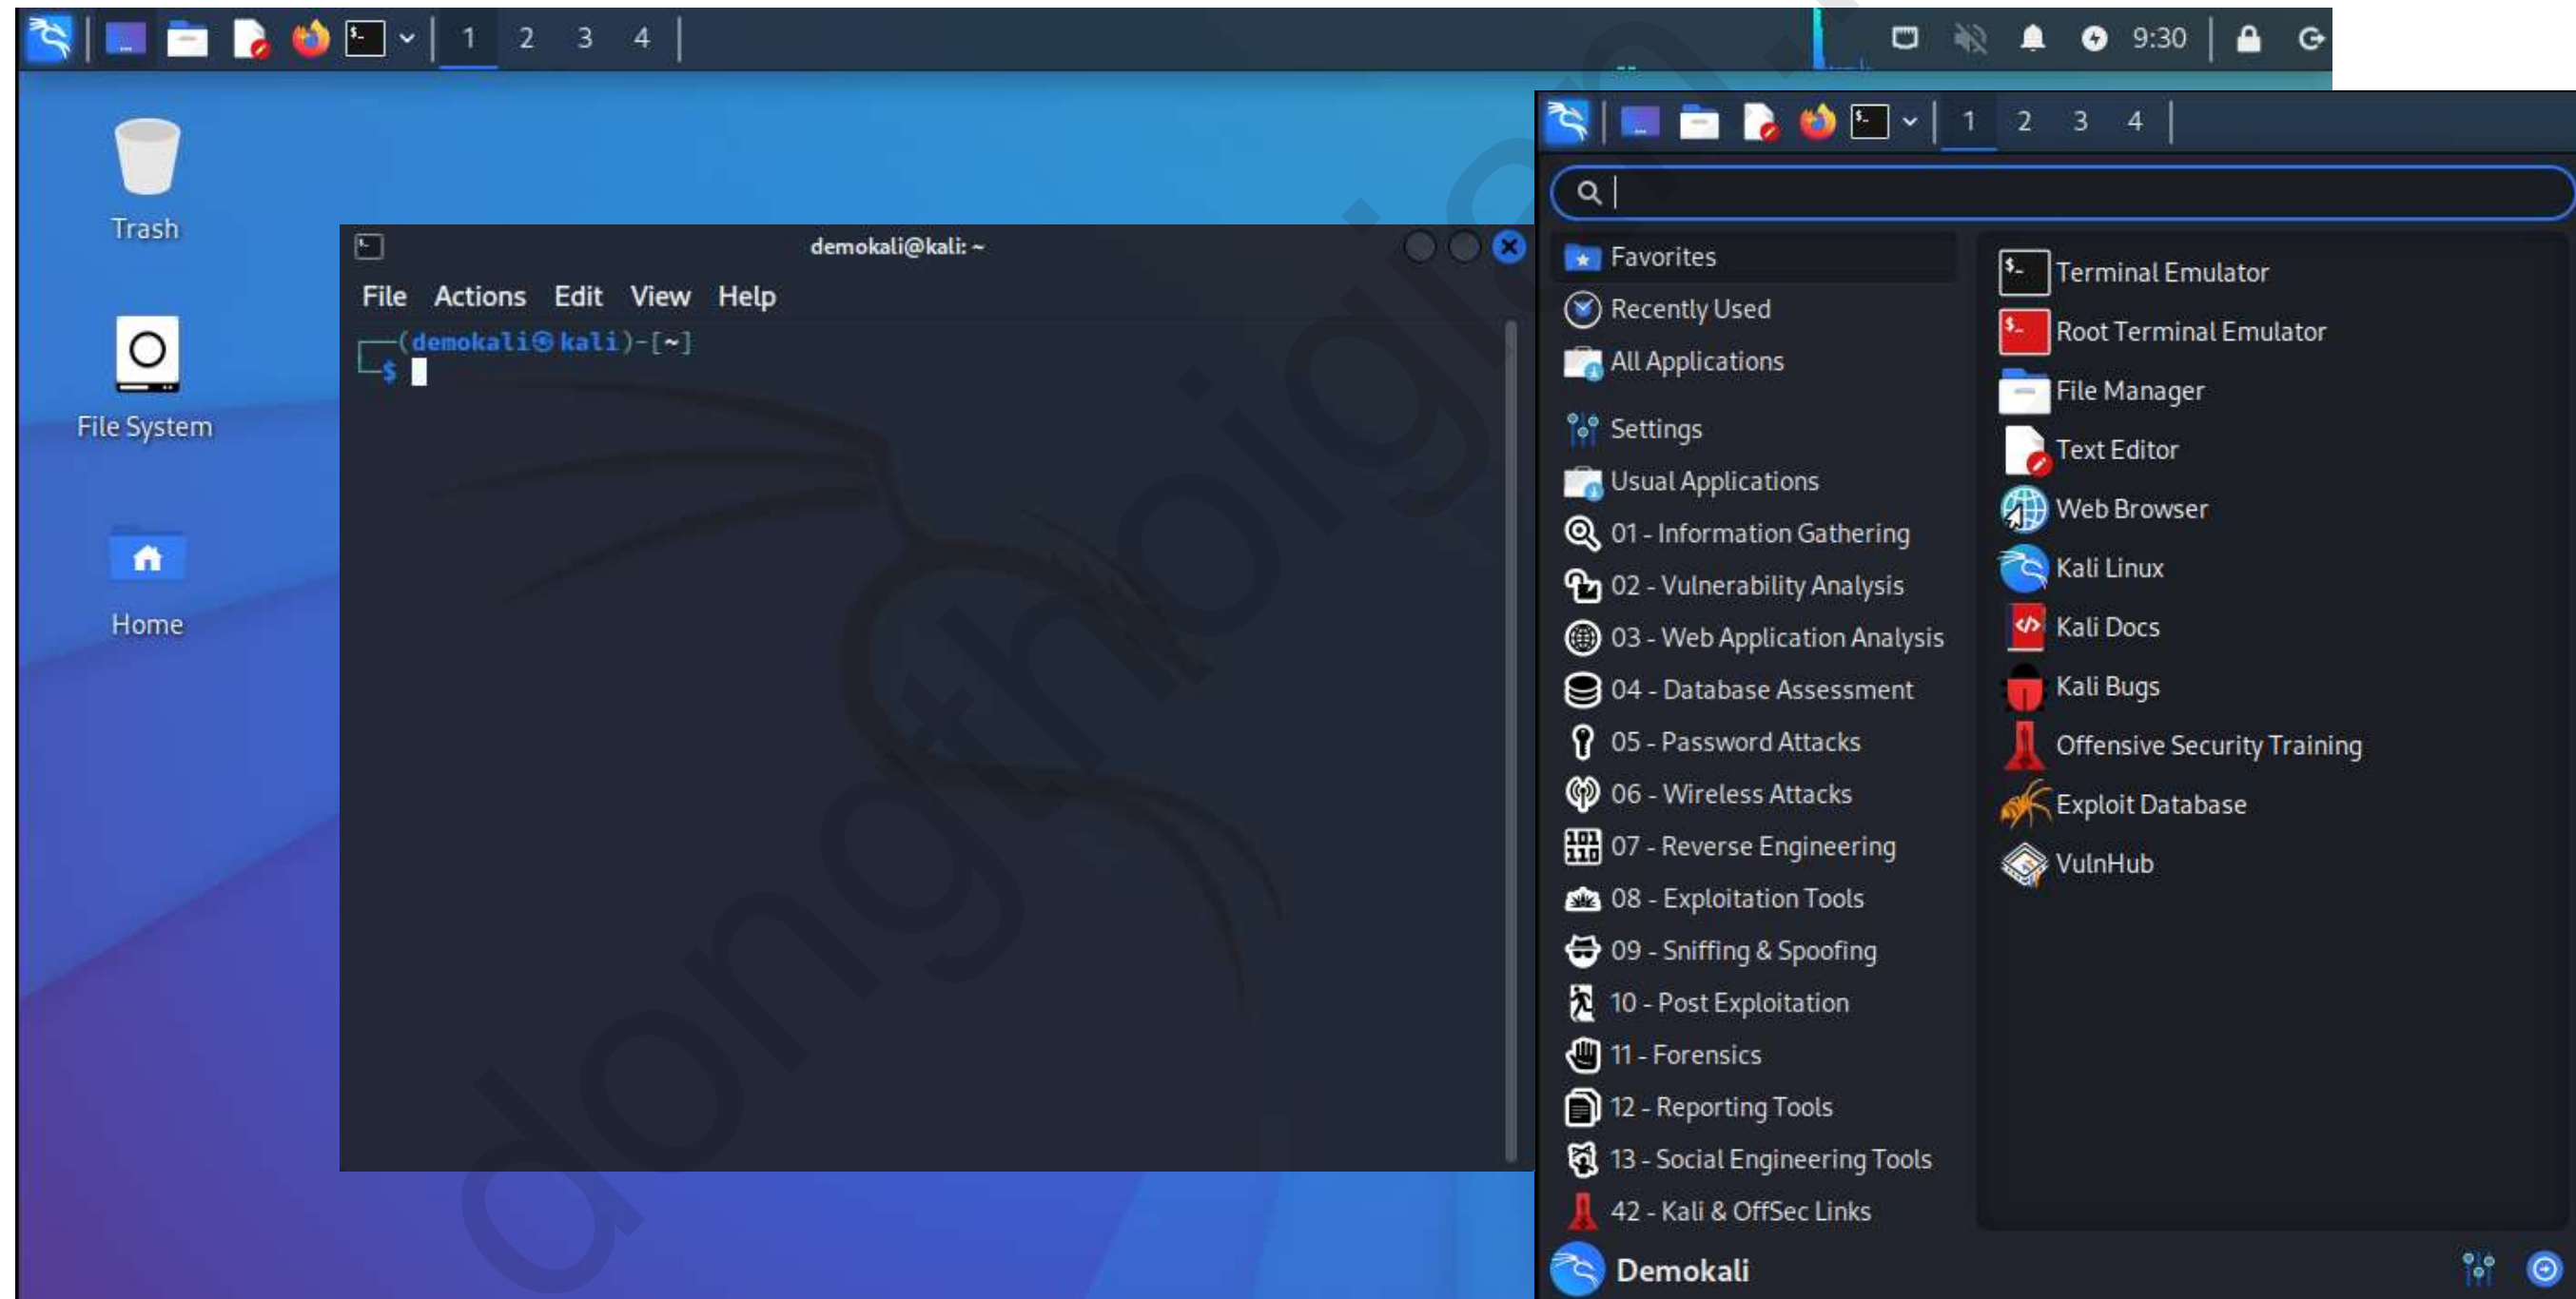 1 2 3 4
9:30
Trash
File System
Home
demokali@kali: ~
File Actions Edit View Help
(demokali㉿kali)-[~]
$
1 2 3 4
Favorites
Recently Used
All Applications
Settings
Usual Applications
01 - Information Gathering
02 - Vulnerability Analysis
03 - Web Application Analysis
04 - Database Assessment
05 - Password Attacks
06 - Wireless Attacks
07 - Reverse Engineering
08 - Exploitation Tools
09 - Sniffing & Spoofing
10 - Post Exploitation
11 - Forensics
12 - Reporting Tools
13 - Social Engineering Tools
42 - Kali & OffSec Links
Terminal Emulator
Root Terminal Emulator
File Manager
Text Editor
Web Browser
Kali Linux
Kali Docs
Kali Bugs
Offensive Security Training
Exploit Database
VulnHub
Demokali